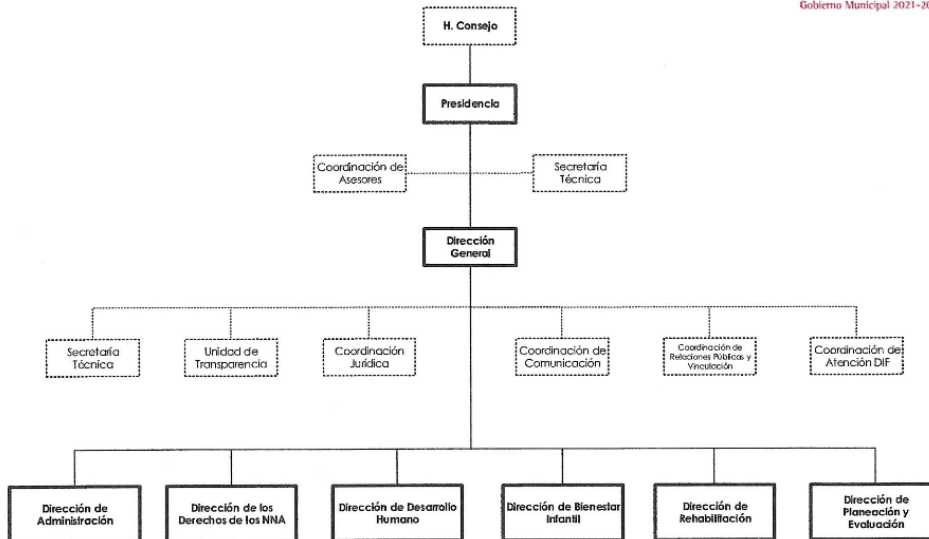 Gobierno Municipal 2021-20
H. Consejo
Presidencia
Coordinación de
Asesores
Secretaría
Técnica
Dirección
General
Secretaría
Técnica
Unidad de
Transparencia
Coordinación
Jurídica
Coordinación de
Comunicación
Coordinación de
Relaciones Públicas y
Vinculación
Coordinación de
Atención DIF
Dirección de
Administración
Dirección de los
Derechos de los NNA
Dirección de Desarrollo
Humano
Dirección de Bienestar
Infantil
Dirección de
Rehabilitación
Dirección de
Planeación y
Evaluación